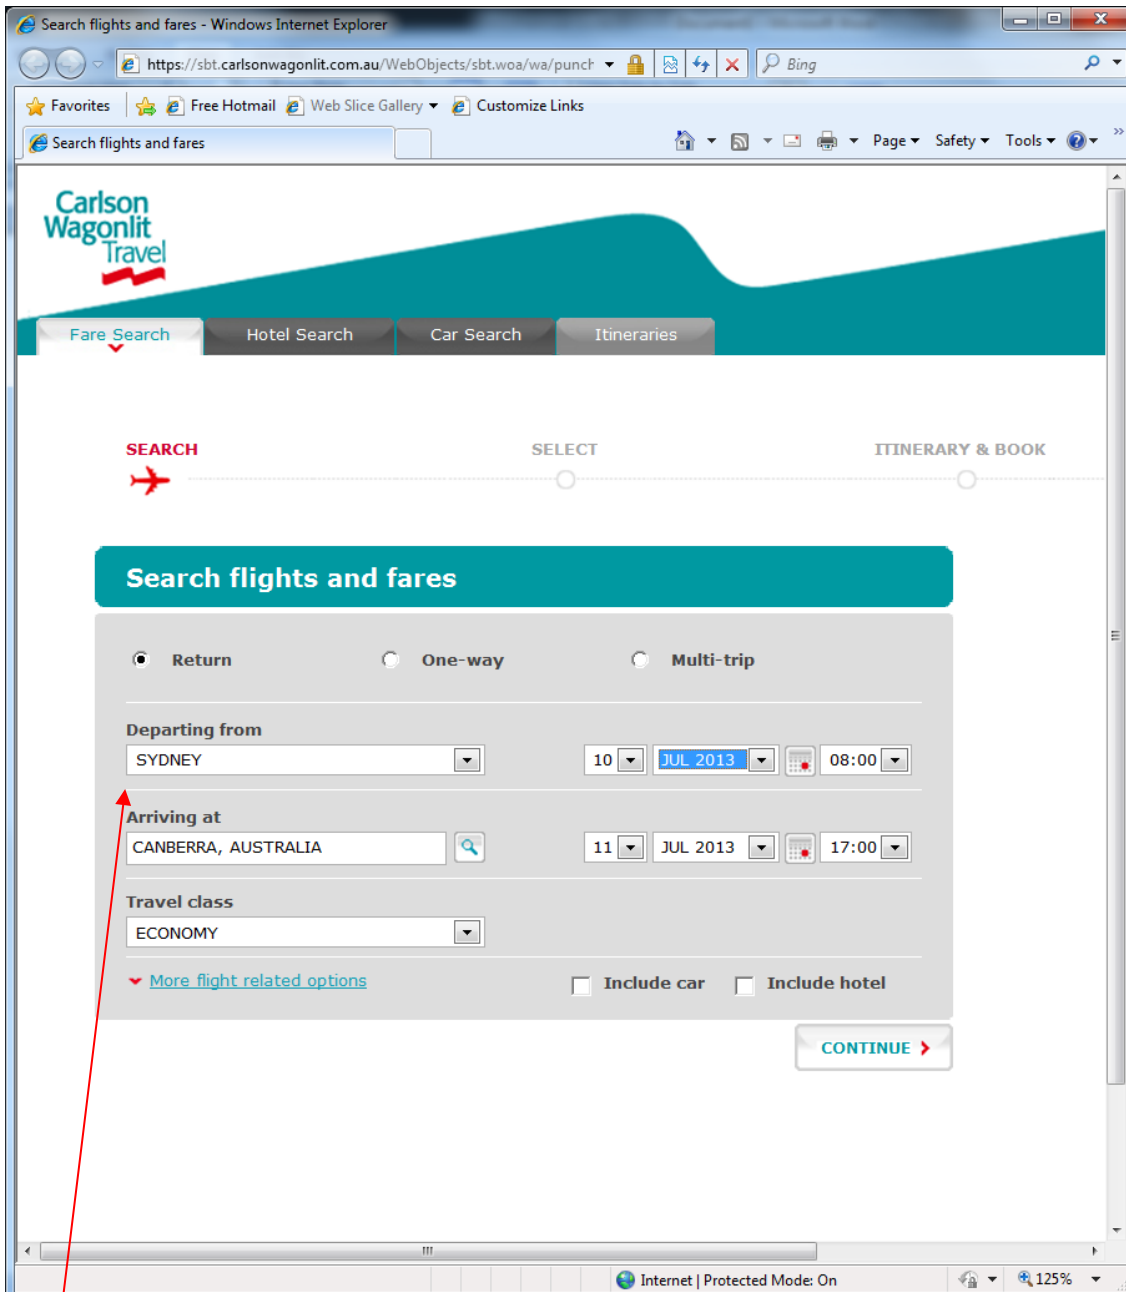 Search flights and fares - Windows Internet Explorer
https://sbt.carlsonwagonlit.com.au/WebObjects/sbt.woa/wa/punch
Bing
Favorites Free Hotmail Web Slice Gallery Customize Links
Search flights and fares Page Safety Tools
Carlson
Wagonlit
Travel
Fare Search Hotel Search Car Search Itineraries
SEARCH SELECT ITINERARY & BOOK
Search flights and fares
Return One-way Multi-trip
Departing from
SYDNEY 10 JUL 2013 08:00
Arriving at
CANBERRA, AUSTRALIA 11 JUL 2013 17:00
Travel class
ECONOMY
More flight related options Include car Include hotel
CONTINUE
Internet | Protected Mode: On 125%